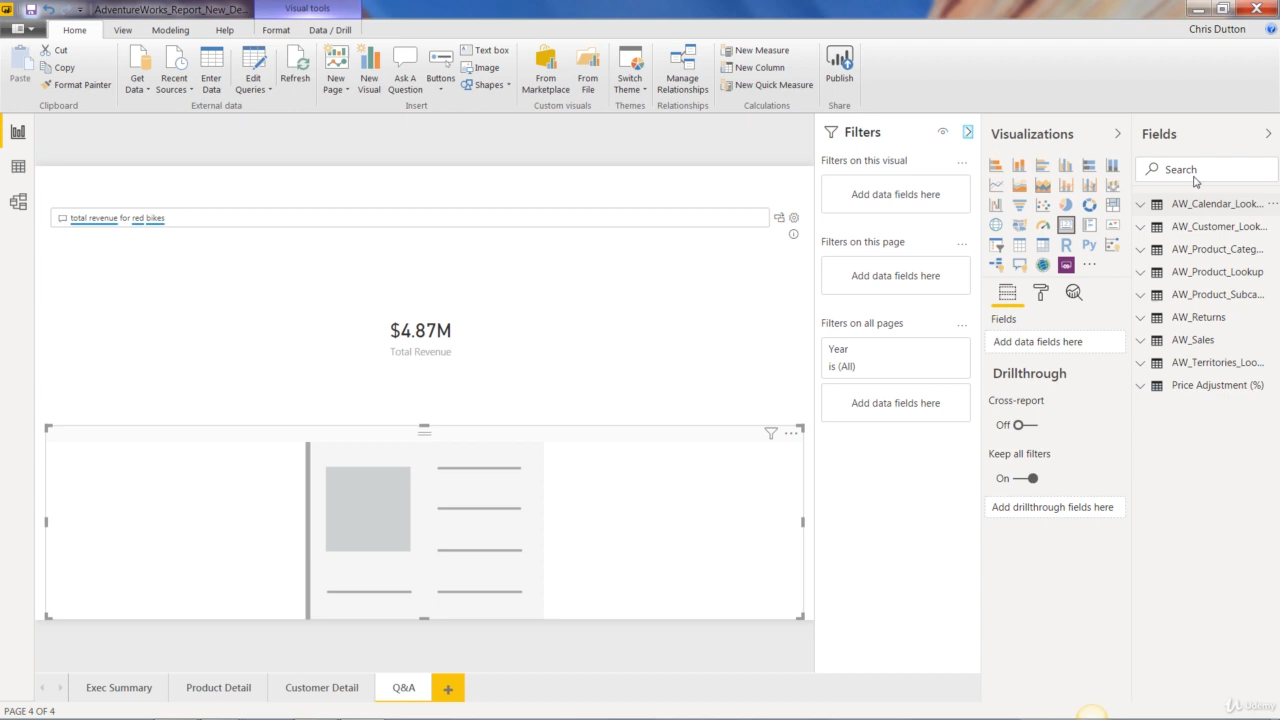 AdventureWorks_Report_New_De...
Visual tools
Home
View
Modeling
Help
Format
Data / Drill
Chris Dutton
Paste
Cut
Copy
Format Painter
Clipboard
Get Data
Recent Sources
Enter Data
Edit Queries
Refresh
External data
New Page
New Visual
Ask A Question
Buttons
Text box
Image
Shapes
Insert
From Marketplace
From File
Custom visuals
Switch Theme
Themes
Manage Relationships
Relationships
New Measure
New Column
New Quick Measure
Calculations
Publish
Share
total revenue for red bikes
$4.87M
Total Revenue
Filters
Filters on this visual
...
Add data fields here
Filters on this page
...
Add data fields here
Filters on all pages
...
Year
is (All)
Add data fields here
Visualizations
R
Py
Fields
Add data fields here
Drillthrough
Cross-report
Off
Keep all filters
On
Add drillthrough fields here
Fields
Search
AW_Calendar_Look...
AW_Customer_Look...
AW_Product_Categ...
AW_Product_Lookup
AW_Product_Subca...
AW_Returns
AW_Sales
AW_Territories_Loo...
Price Adjustment (%)
Exec Summary
Product Detail
Customer Detail
Q&A
PAGE 4 OF 4
Udemy